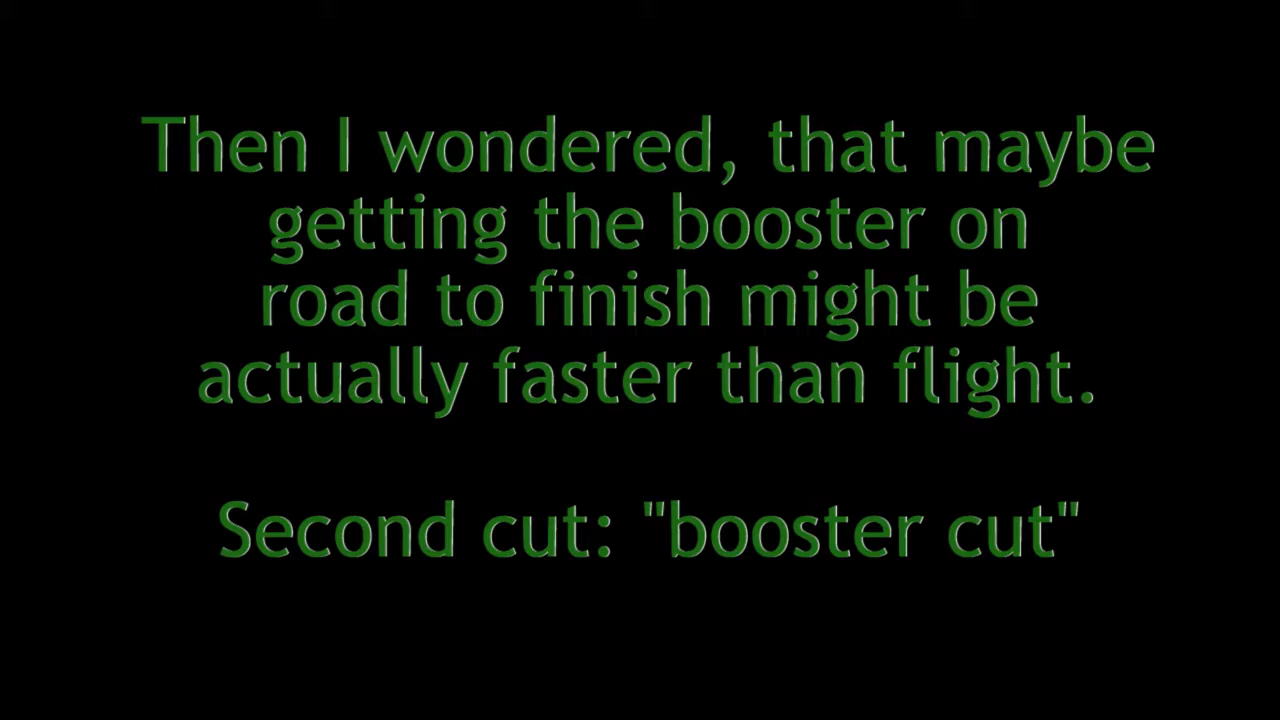 Then I wondered, that maybe
getting the booster on
road to finish might be
actually faster than flight.
Second cut: "booster cut"